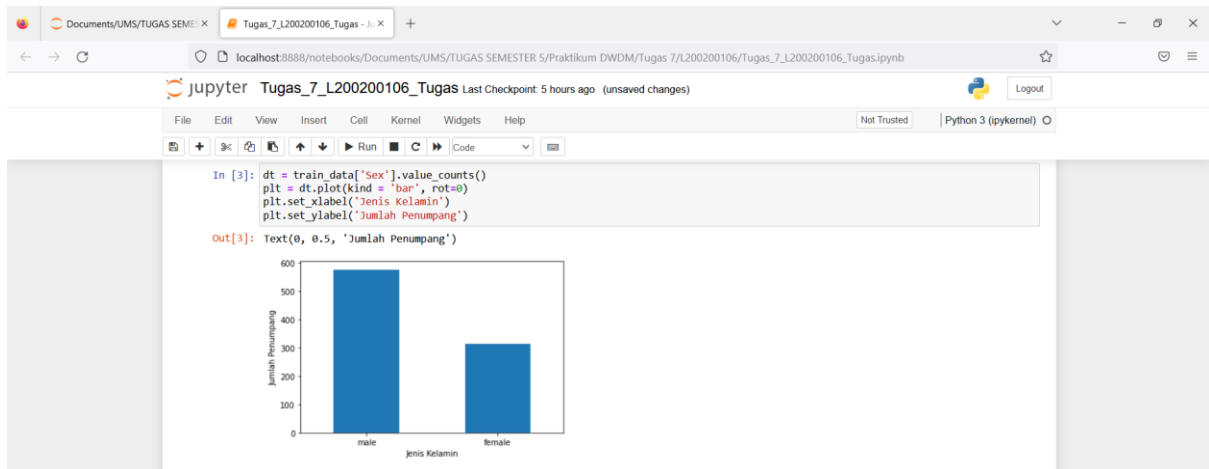 Documents/UMS/TUGAS SEMES
Tugas_7_L200200106_Tugas - Ju
localhost:8888/notebooks/Documents/UMS/TUGAS SEMESTER 5/Praktikum DWDM/Tugas 7/L200200106/Tugas_7_L200200106_Tugas.ipynb
jupyter Tugas_7_L200200106_Tugas Last Checkpoint: 5 hours ago (unsaved changes)
Logout
File Edit View Insert Cell Kernel Widgets Help Not Trusted Python 3 (ipykernel)
Run Code
In [3]: dt = train_data['Sex'].value_counts()
plt = dt.plot(kind = 'bar', rot=0)
plt.set_xlabel('Jenis Kelamin')
plt.set_ylabel('Jumlah Penumpang')
Out[3]: Text(0, 0.5, 'Jumlah Penumpang')
600
500
400
300
200
100
0
Jumlah Penumpang
male female
Jenis Kelamin